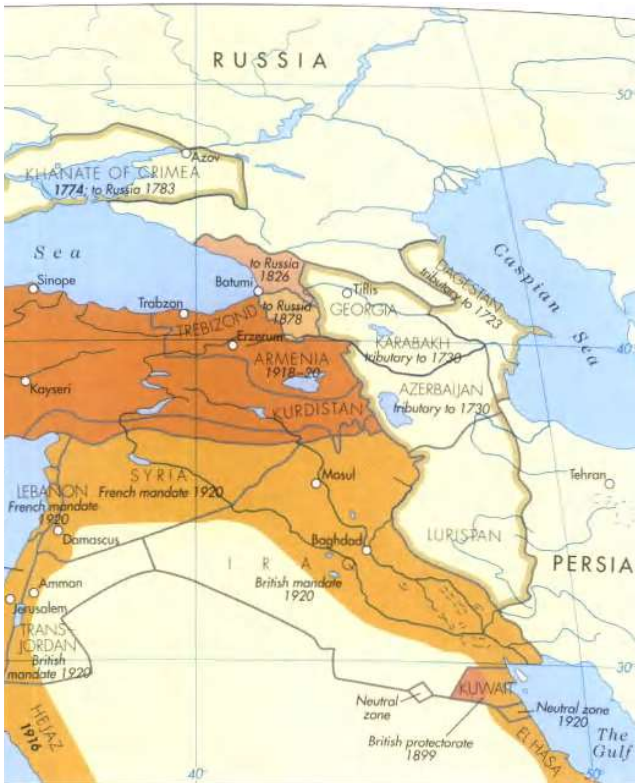 RUSSIA
50°
Azov
KHANATE OF CRIMEA
1774; to Russia 1783
Sea
Sinope
to Russia
1826
Batumi
Tiflis
GEORGIA
DAGESTAN
tributary to 1723
Caspian
Sea
Trabzon
TREBIZOND
to Russia
1878
Erzerum
KARABAKH
tributary to 1730
40°
ARMENIA
1918–20
Kayseri
KURDISTAN
AZERBAIJAN
tributary to 1730
SYRIA
French mandate 1920
Mosul
Tehran
LEBANON
French mandate
1920
Damascus
LURISTAN
Baghdad
PERSIA
IRAQ
British mandate
1920
Amman
Jerusalem
TRANS-
JORDAN
British
mandate 1920
30°
KUWAIT
Neutral
zone
Neutral zone
1920
British protectorate
1899
The
Gulf
HEJAZ
1916
EL HASA
40°
50°